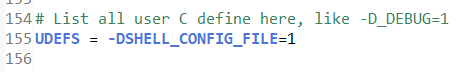 154 # List all user C define here, like -D_DEBUG=1
155 UDEFS = -DSHELL_CONFIG_FILE=1
156